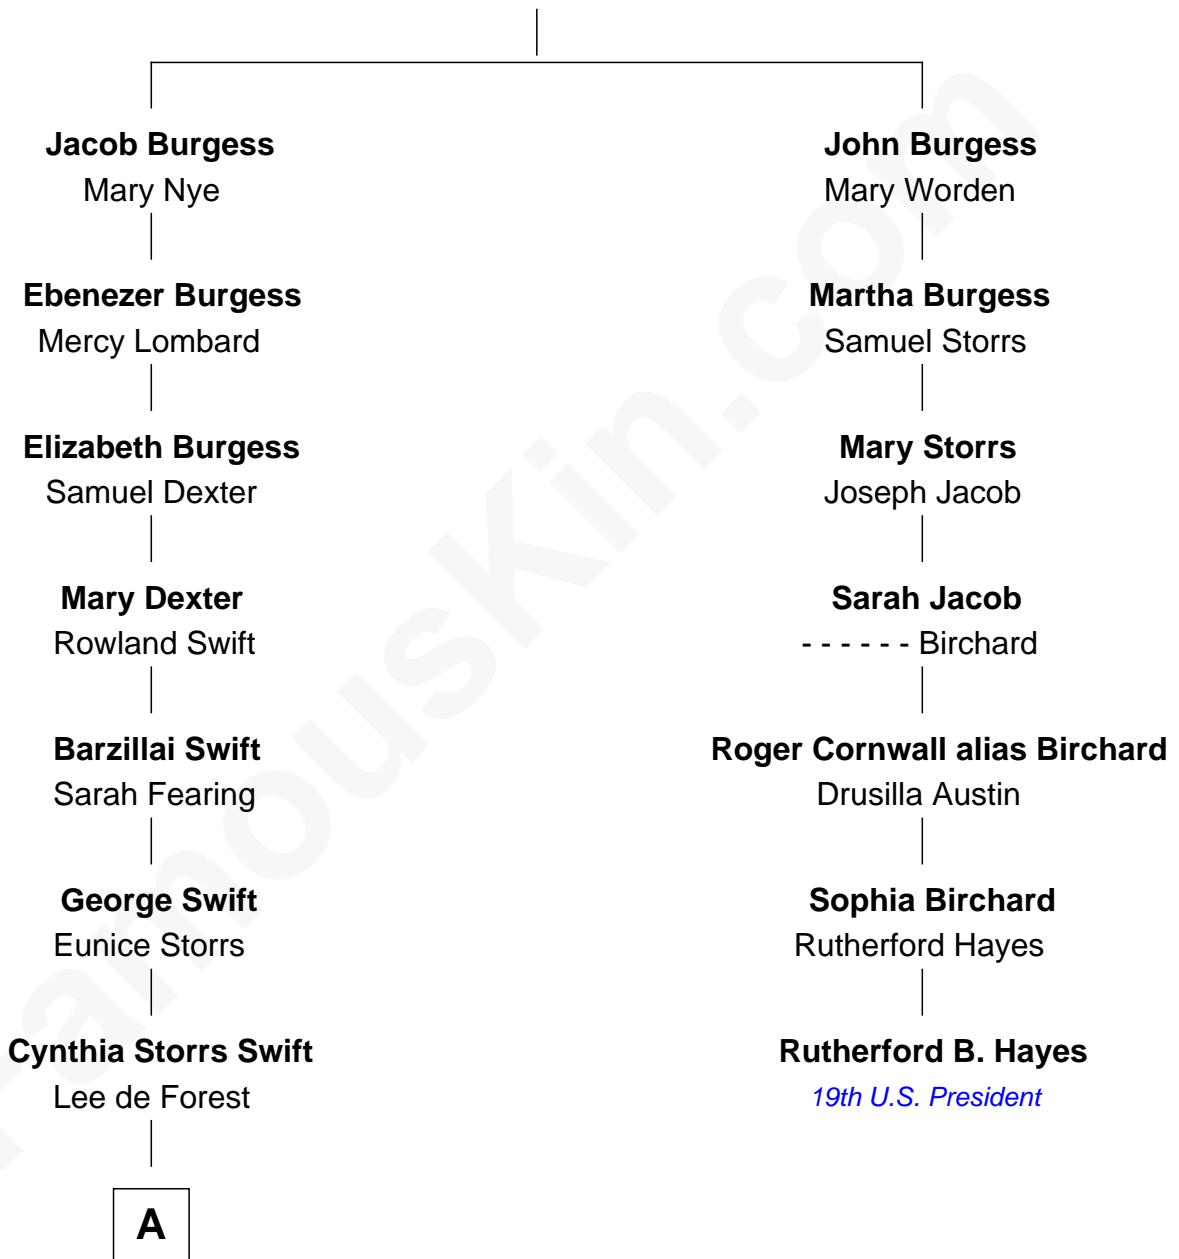 Jacob Burgess
Mary Nye
John Burgess
Mary Worden
Ebenezer Burgess
Mercy Lombard
Martha Burgess
Samuel Storrs
Elizabeth Burgess
Samuel Dexter
Mary Storrs
Joseph Jacob
Mary Dexter
Rowland Swift
Sarah Jacob
- - - - - - Birchard
Barzillai Swift
Sarah Fearing
Roger Cornwall alias Birchard
Drusilla Austin
George Swift
Eunice Storrs
Sophia Birchard
Rutherford Hayes
Cynthia Storrs Swift
Lee de Forest
Rutherford B. Hayes
19th U.S. President
A
FamousKin.com